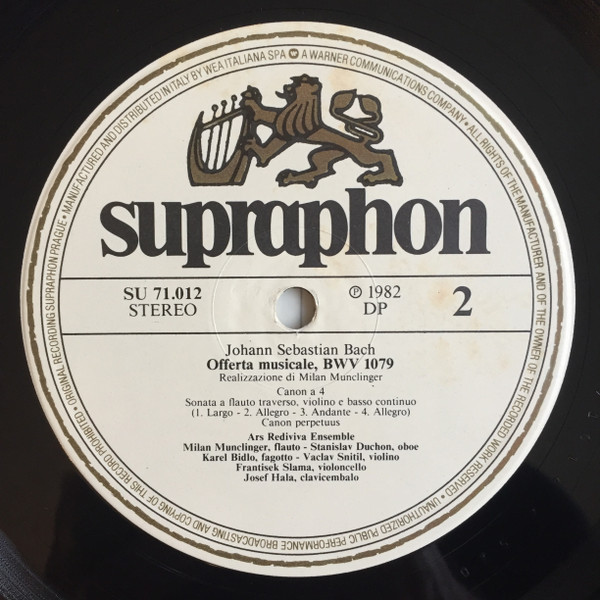 ORIGINAL RECORDING SUPRAPHON PRAGUE • MANUFACTURED AND DISTRIBUTED IN ITALY BY WEA ITALIANA SPA • A WARNER COMMUNICATIONS COMPANY • ALL RIGHTS OF THE MANUFACTURER AND OF THE OWNER OF THE RECORDED WORK RESERVED • UNAUTHORIZED PUBLIC PERFORMANCE BROADCASTING AND COPYING OF THIS RECORD PROHIBITED •
supraphon
SU 71.012
STEREO
℗ 1982
DP
2
Johann Sebastian Bach
Offerta musicale, BWV 1079
Realizzazione di Milan Munclinger
Canon a 4
Sonata a flauto traverso, violino e basso continuo
(1. Largo - 2. Allegro - 3. Andante - 4. Allegro)
Canon perpetuus
Ars Rediviva Ensemble
Milan Munclinger, flauto - Stanislav Duchon, oboe
Karel Bidlo, fagotto - Vaclav Snitil, violino
Frantisek Slama, violoncello
Josef Hala, clavicembalo